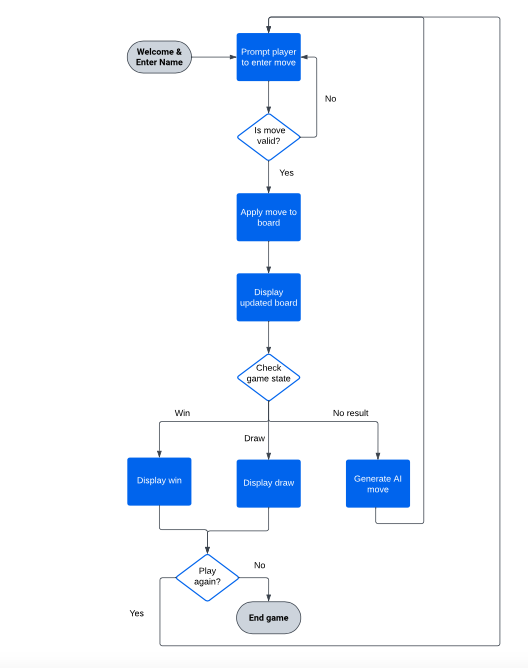 Welcome &
Enter Name
Prompt player
to enter move
No
Is move
valid?
Yes
Apply move to
board
Display
updated board
Check
game state
Win
No result
Draw
Display win
Display draw
Generate AI
move
Play
again?
No
Yes
End game